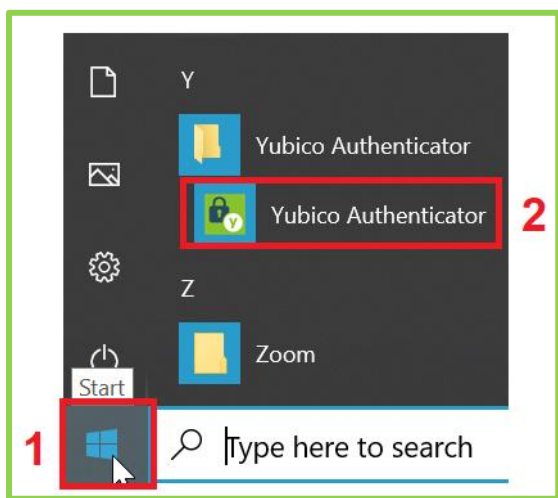 Y
Yubico Authenticator
Yubico Authenticator
2
Z
Zoom
Start
1
Type here to search